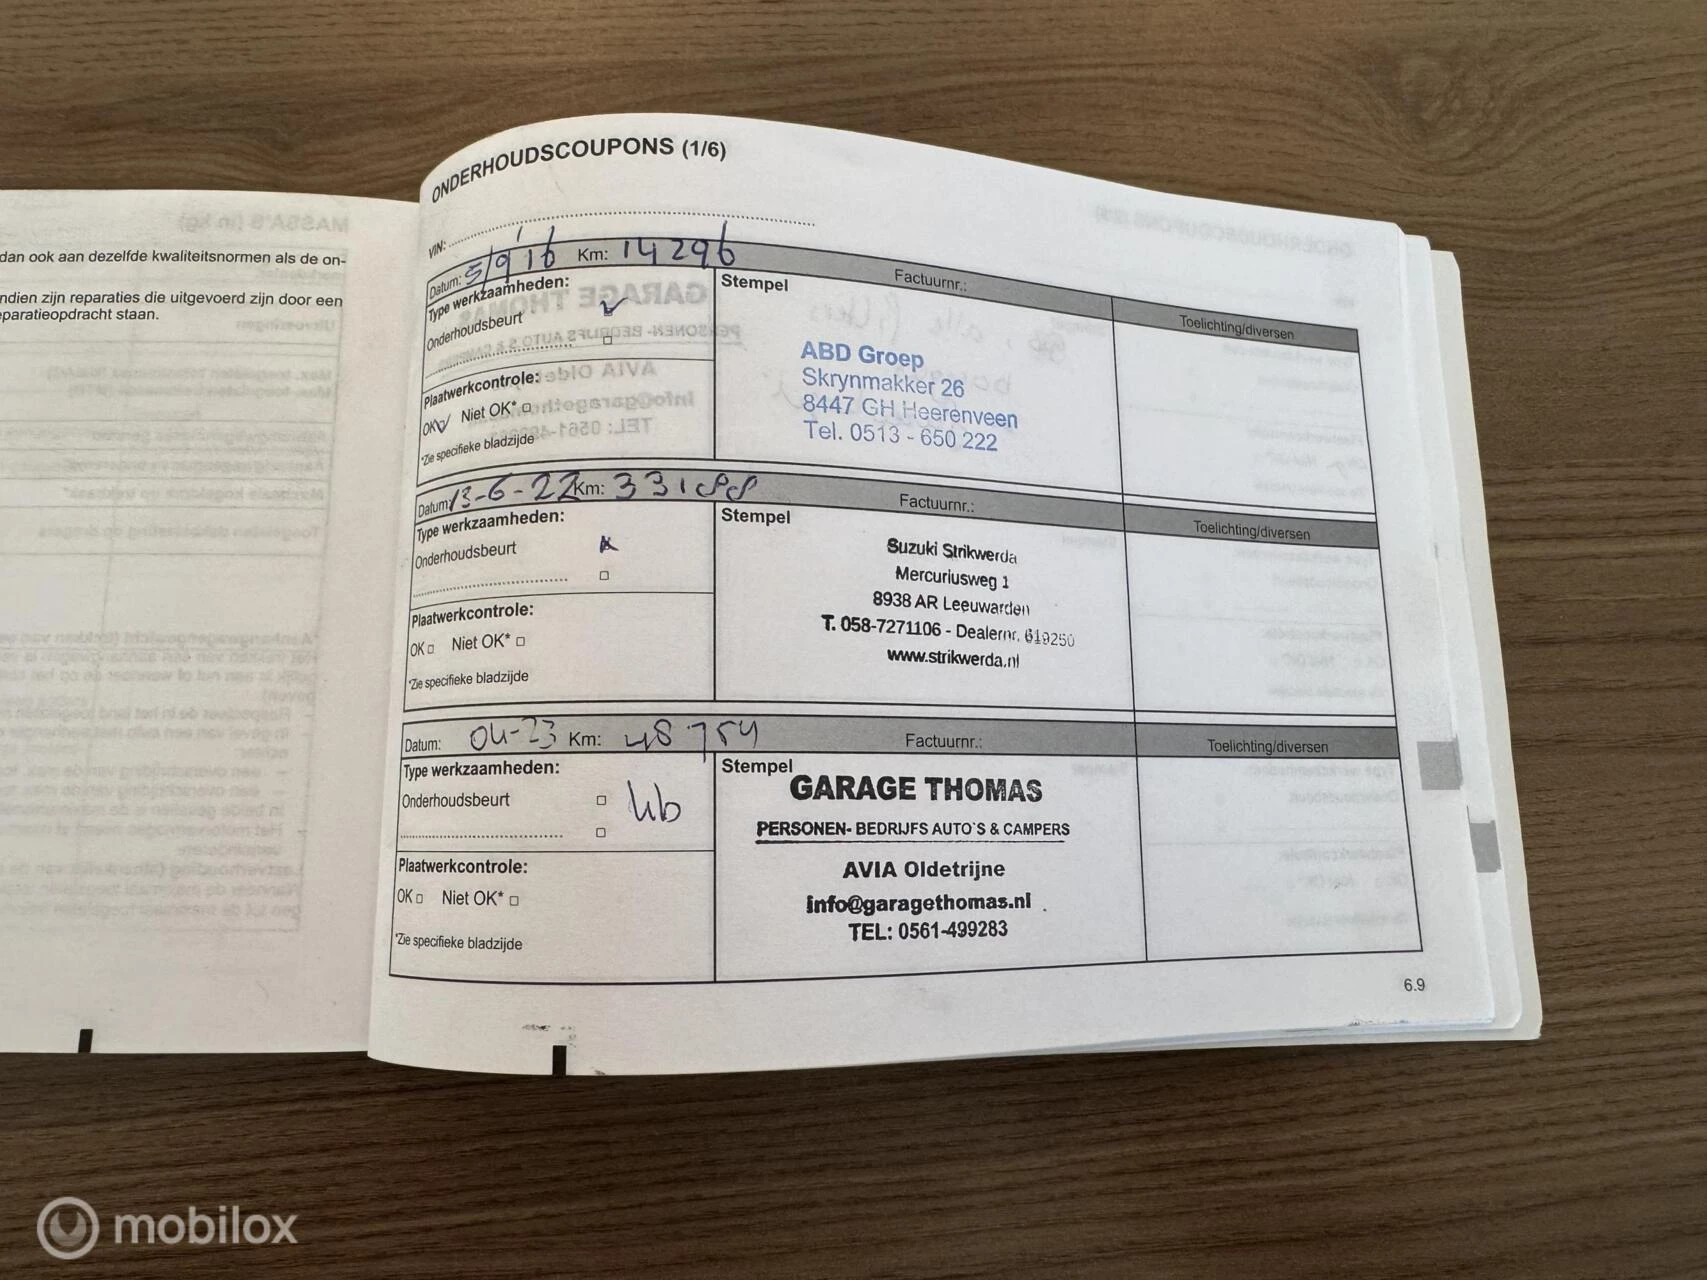 dan ook aan dezelfde kwaliteitsnormen als de on-
ndien zijn reparaties die uitgevoerd zijn door een
eparatieopdracht staan.
ONDERHOUDSCOUPONS (1/6)
VIN:
Datum: 5/9/16 Km: 14296 Factuurnr.: Toelichting/diversen
Type werkzaamheden:
Onderhoudsbeurt
Plaatwerkcontrole:
OK Niet OK*
*Zie specifieke bladzijde
Stempel
ABD Groep
Skrynmakker 26
8447 GH Heerenveen
Tel. 0513 - 650 222
Datum: 13-6-22 Km: 33188 Factuurnr.: Toelichting/diversen
Type werkzaamheden:
Onderhoudsbeurt
Plaatwerkcontrole:
OK Niet OK*
*Zie specifieke bladzijde
Stempel
Suzuki Strikwerda
Mercuriusweg 1
8938 AR Leeuwarden
T. 058-7271106 - Dealernr. 619250
www.strikwerda.nl
Datum: 04-23 Km: 48754 Factuurnr.: Toelichting/diversen
Type werkzaamheden:
Onderhoudsbeurt
Plaatwerkcontrole:
OK Niet OK*
*Zie specifieke bladzijde
Stempel
GARAGE THOMAS
PERSONEN- BEDRIJFS AUTO'S & CAMPERS
AVIA Oldetrijne
info@garagethomas.nl
TEL: 0561-499283
6.9
mobilox